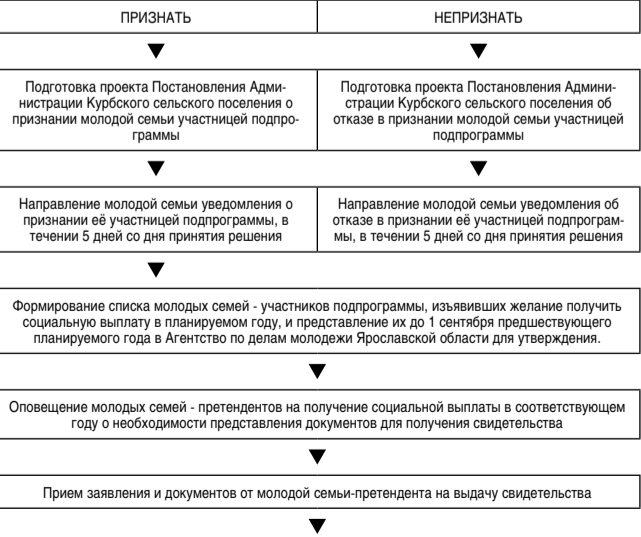 ПРИЗНАТЬ
НЕПРИЗНАТЬ
Подготовка проекта Постановления Адми-
нистрации Курбского сельского поселения о
признании молодой семьи участницей подпро-
граммы
Подготовка проекта Постановления Админи-
страции Курбского сельского поселения об
отказе в признании молодой семьи участницей
подпрограммы
Направление молодой семьи уведомления о
признании её участницей подпрограммы, в
течении 5 дней со дня принятия решения
Направление молодой семьи уведомления об
отказе в признании её участницей подпрограм-
мы, в течении 5 дней со дня принятия решения
Формирование списка молодых семей - участников подпрограммы, изъявивших желание получить
социальную выплату в планируемом году, и представление их до 1 сентября предшествующего
планируемого года в Агентство по делам молодежи Ярославской области для утверждения.
Оповещение молодых семей - претендентов на получение социальной выплаты в соответствующем
году о необходимости представления документов для получения свидетельства
Прием заявления и документов от молодой семьи-претендента на выдачу свидетельства